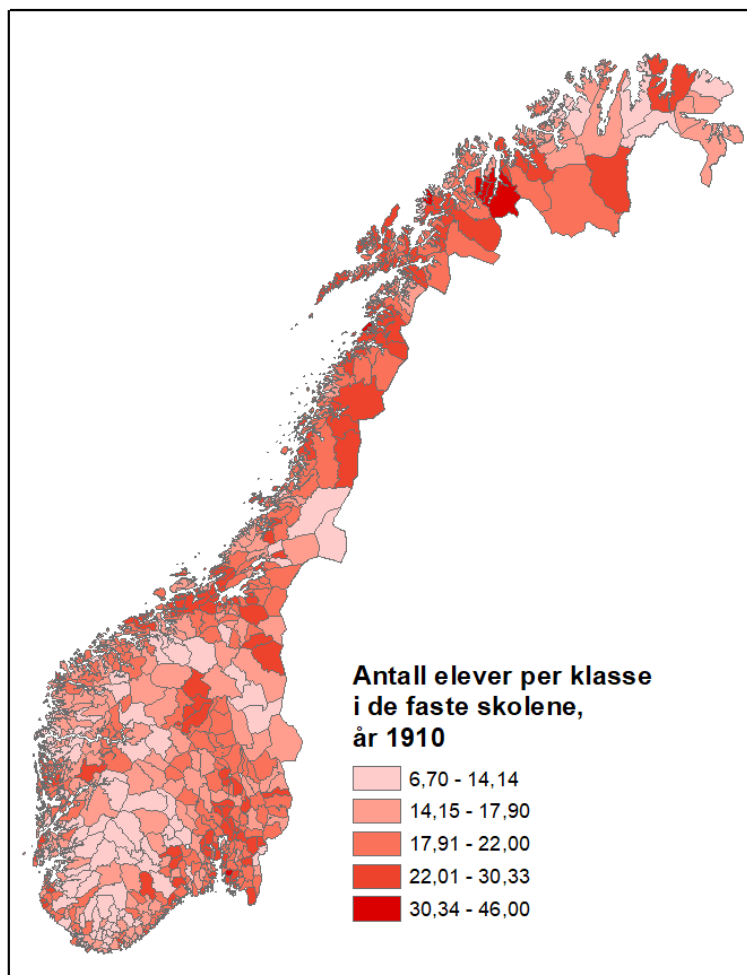 Antall elever per klasse
i de faste skolene,
år 1910
6,70 - 14,14
14,15 - 17,90
17,91 - 22,00
22,01 - 30,33
30,34 - 46,00